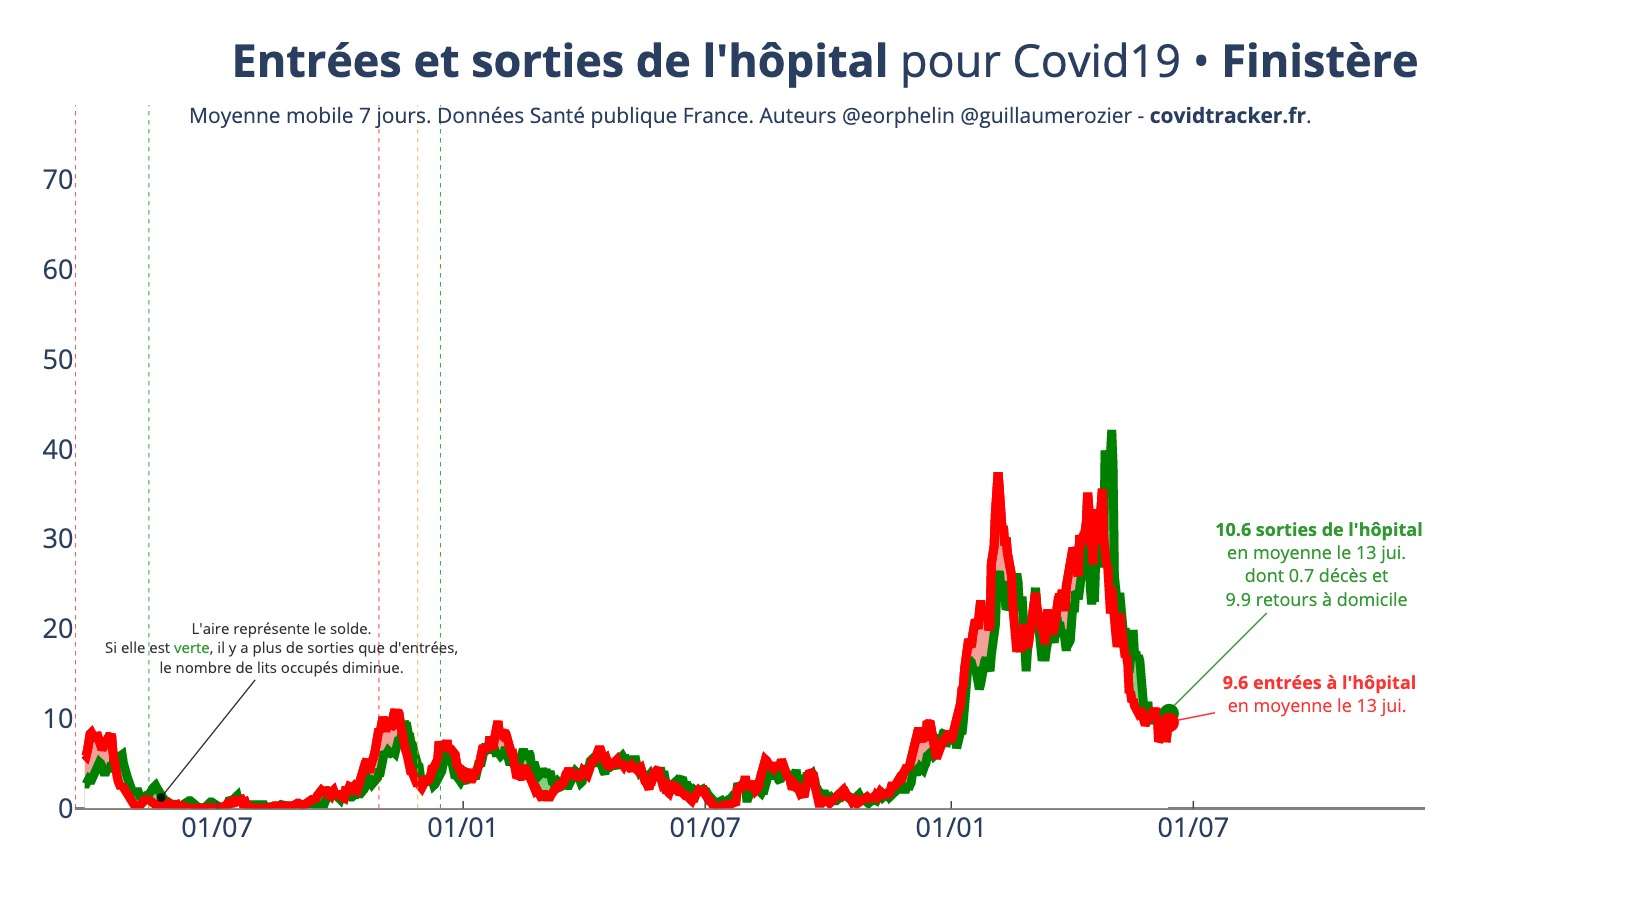 Entrées et sorties de l'hôpital pour Covid19 • Finistère
Moyenne mobile 7 jours. Données Santé publique France. Auteurs @eorphelin @guillaumerozier - covidtracker.fr.
70
60
50
40
30
20
10
0
10.6 sorties de l'hôpital
en moyenne le 13 jui.
dont 0.7 décès et
9.9 retours à domicile
L'aire représente le solde.
Si elle est verte, il y a plus de sorties que d'entrées,
le nombre de lits occupés diminue.
9.6 entrées à l'hôpital
en moyenne le 13 jui.
01/07 01/01 01/07 01/01 01/07